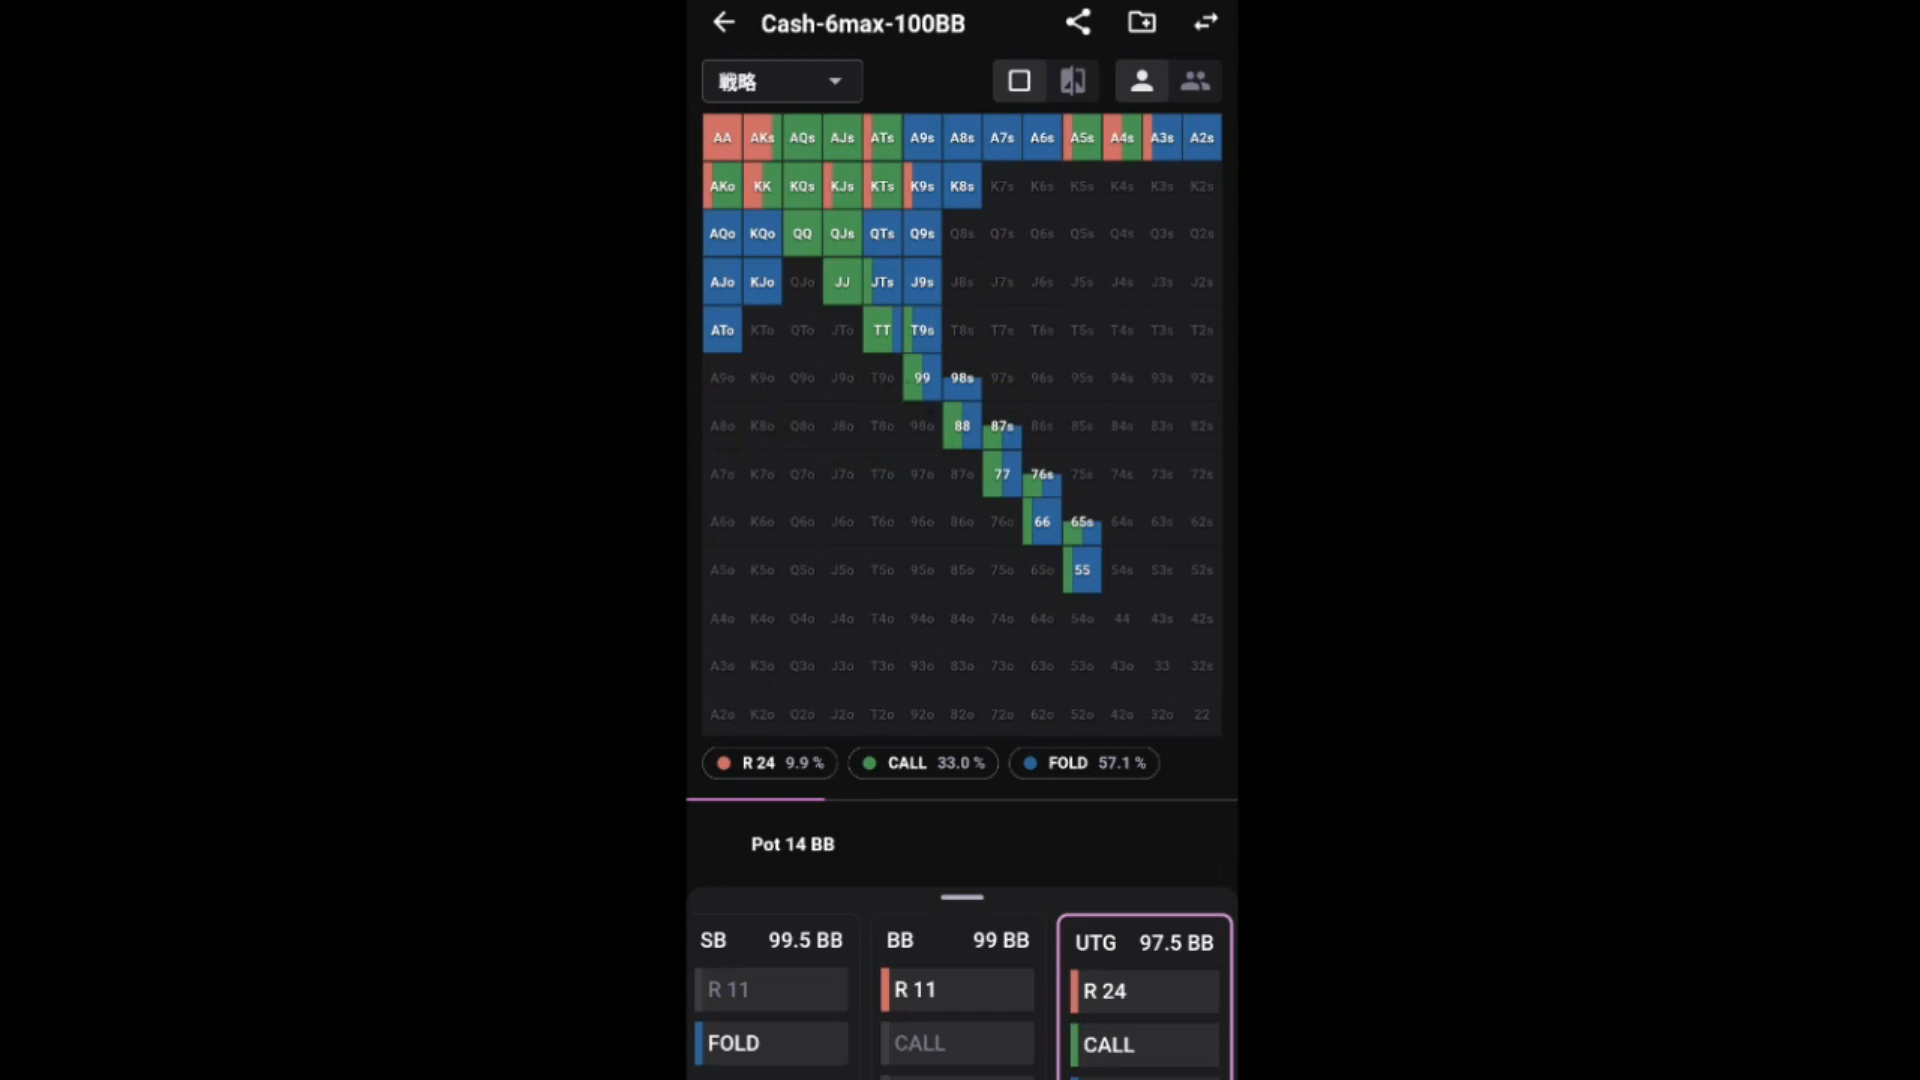 Cash-6max-100BB
戦略
AA AKs AQs AJs ATs A9s A8s A7s A6s A5s A4s A3s A2s
AKo KK KQs KJs KTs K9s K8s K7s K6s K5s K4s K3s K2s
AQo KQo QQ QJs QTs Q9s Q8s Q7s Q6s Q5s Q4s Q3s Q2s
AJo KJo QJo JJ JTs J9s J8s J7s J6s J5s J4s J3s J2s
ATo KTo QTo JTo TT T9s T8s T7s T6s T5s T4s T3s T2s
A9o K9o Q9o J9o T9o 99 98s 97s 96s 95s 94s 93s 92s
A8o K8o Q8o J8o T8o 98o 88 87s 86s 85s 84s 83s 82s
A7o K7o Q7o J7o T7o 97o 87o 77 76s 75s 74s 73s 72s
A6o K6o Q6o J6o T6o 96o 86o 76o 66 65s 64s 63s 62s
A5o K5o Q5o J5o T5o 95o 85o 75o 65o 55 54s 53s 52s
A4o K4o Q4o J4o T4o 94o 84o 74o 64o 54o 44 43s 42s
A3o K3o Q3o J3o T3o 93o 83o 73o 63o 53o 43o 33 32s
A2o K2o Q2o J2o T2o 92o 82o 72o 62o 52o 42o 32o 22
R 24 9.9 % CALL 33.0 % FOLD 57.1 %
Pot 14 BB
SB 99.5 BB BB 99 BB UTG 97.5 BB
R 11 R 11 R 24
FOLD CALL CALL